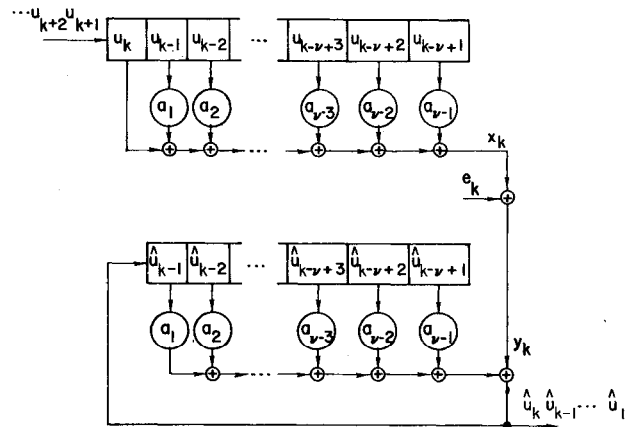 ···u_{k+2} u_{k+1}
u_k u_{k-1} u_{k-2} ··· u_{k-ν+3} u_{k-ν+2} u_{k-ν+1}
a_1 a_2 a_{ν-3} a_{ν-2} a_{ν-1}
+ + ··· + + + x_k
e_k +
û_{k-1} û_{k-2} ··· û_{k-ν+3} û_{k-ν+2} û_{k-ν+1}
a_1 a_2 a_{ν-3} a_{ν-2} a_{ν-1} y_k
+ ··· + + + +
û_k û_{k-1}··· û_1